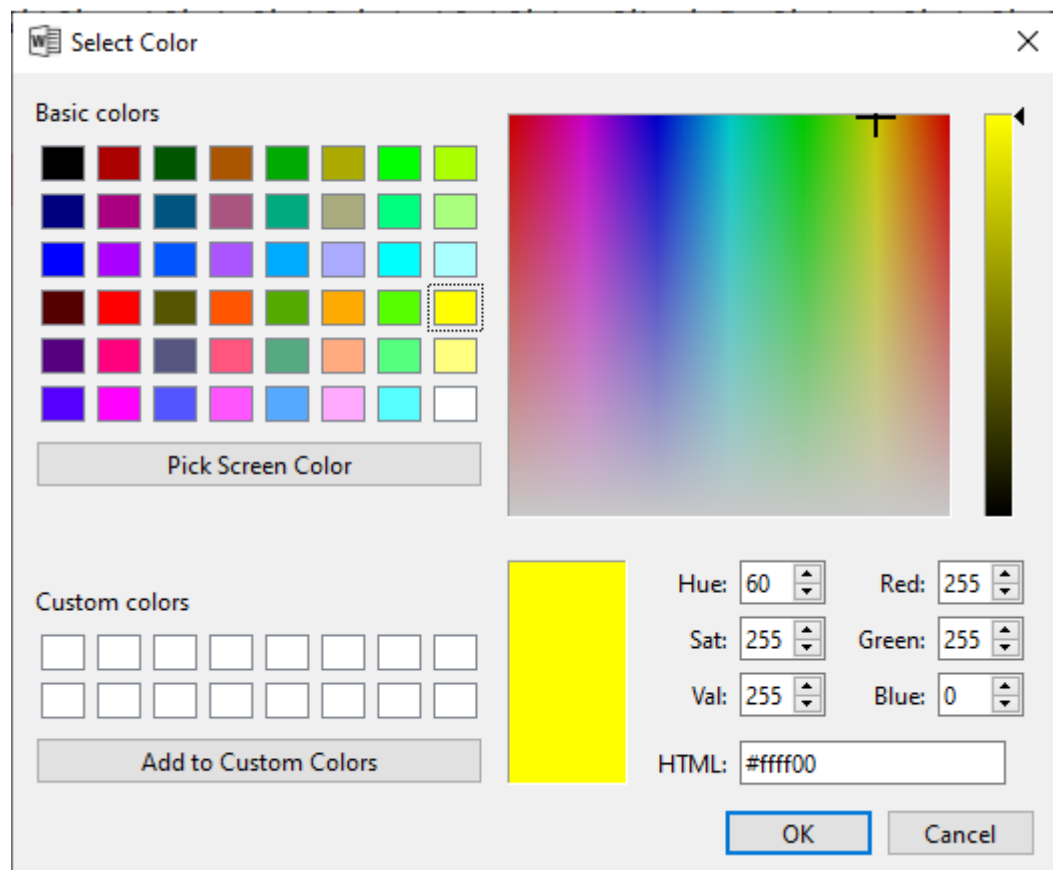 Select Color
Basic colors
Pick Screen Color
Custom colors
Add to Custom Colors
Hue: 60 Red: 255
Sat: 255 Green: 255
Val: 255 Blue: 0
HTML: #ffff00
OK Cancel